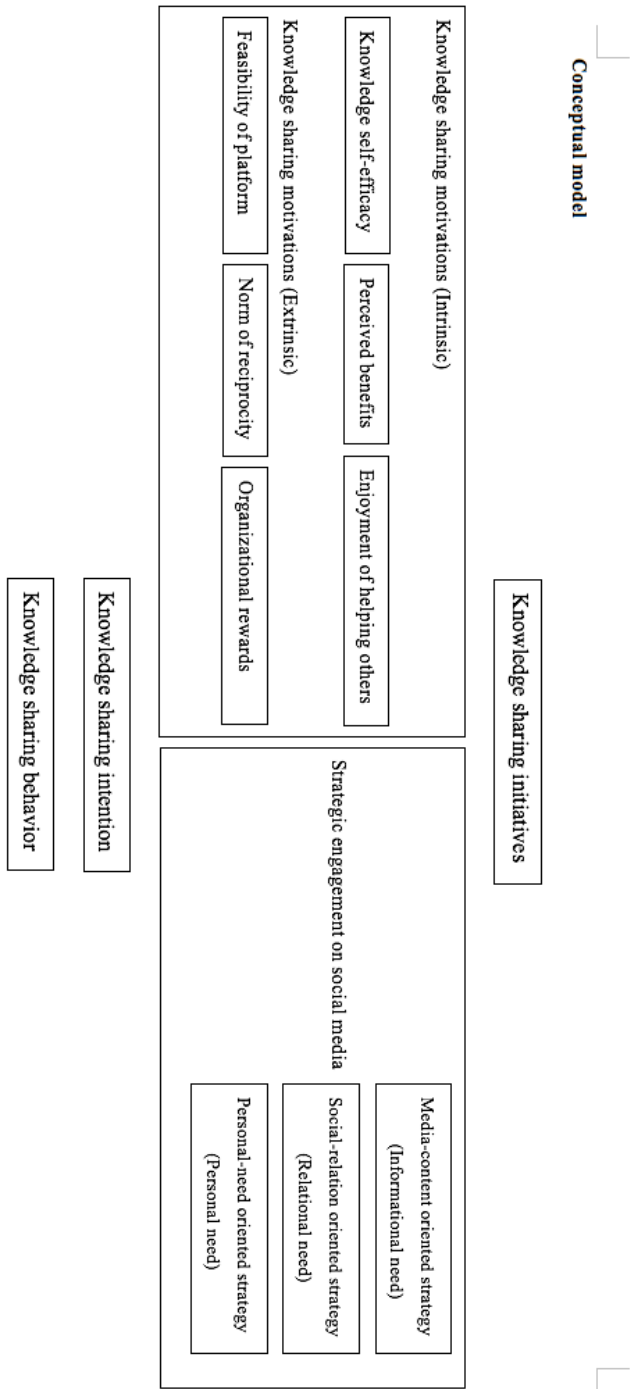 Conceptual model
Knowledge sharing initiatives
Knowledge sharing motivations (Intrinsic)
Knowledge self-efficacy
Perceived benefits
Enjoyment of helping others
Knowledge sharing motivations (Extrinsic)
Feasibility of platform
Norm of reciprocity
Organizational rewards
Strategic engagement on social media
Media-content oriented strategy
(Informational need)
Social-relation oriented strategy
(Relational need)
Personal-need oriented strategy
(Personal need)
Knowledge sharing intention
Knowledge sharing behavior